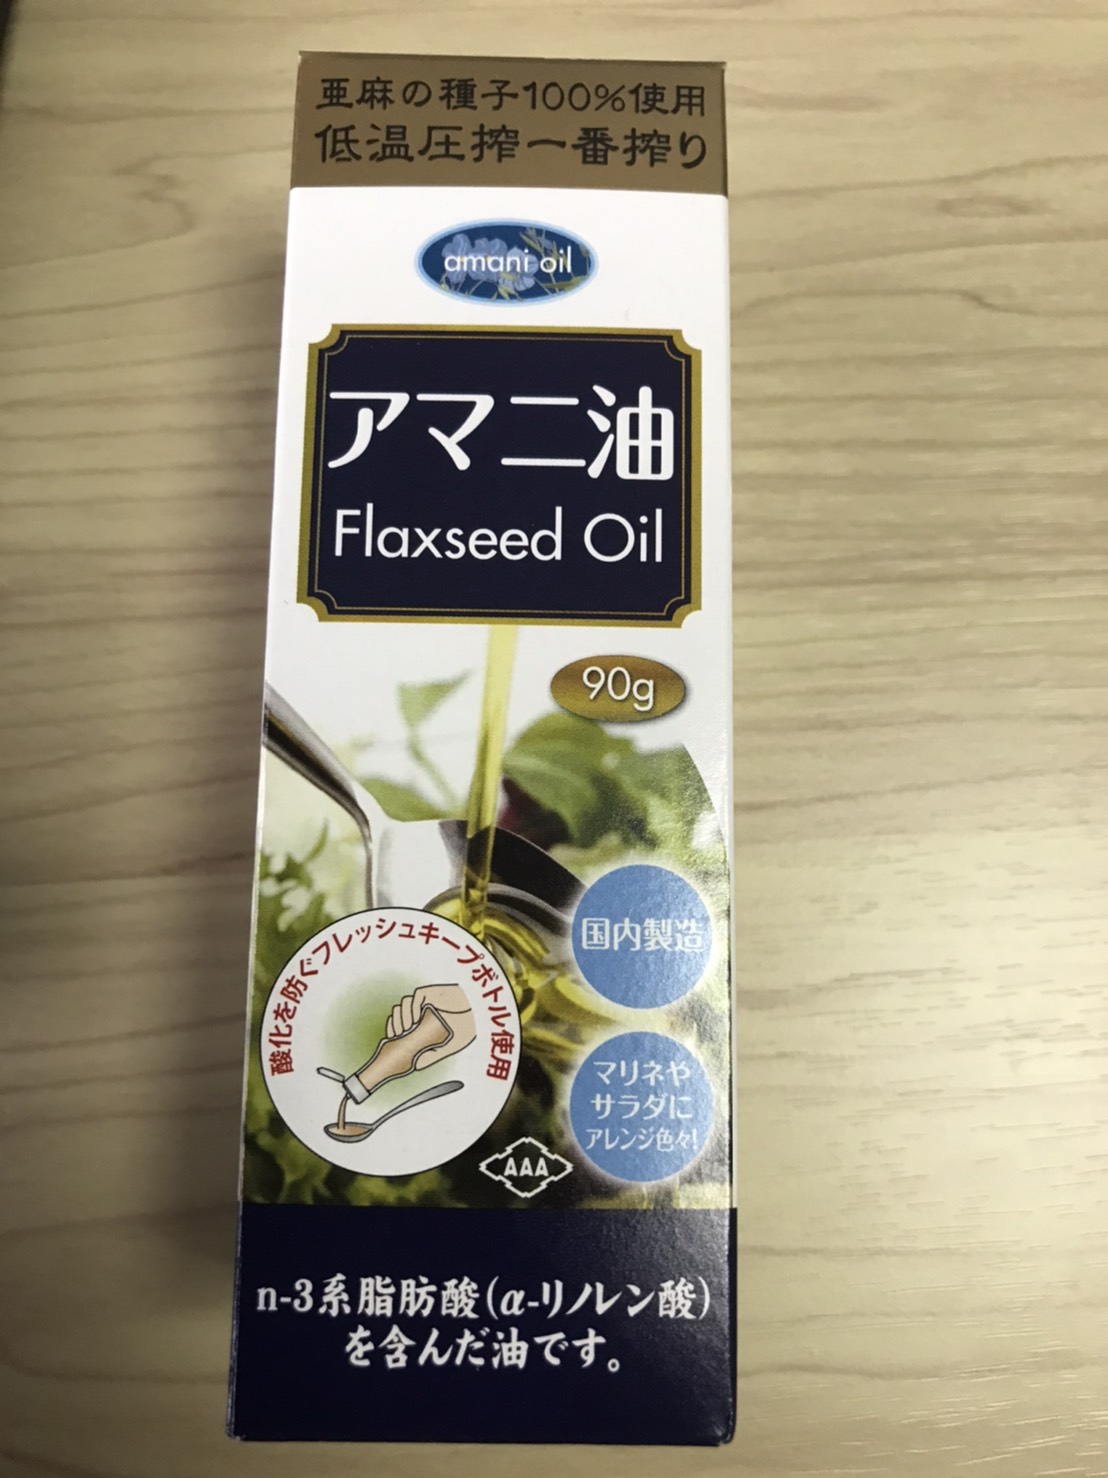 亜麻の種子100%使用
低温圧搾一番搾り
amani oil
アマニ油
Flaxseed Oil
90g
国内製造
酸化を防ぐフレッシュキープボトル使用
マリネや
サラダに
アレンジ色々!
AAA
n-3系脂肪酸(α-リノレン酸)
を含んだ油です。